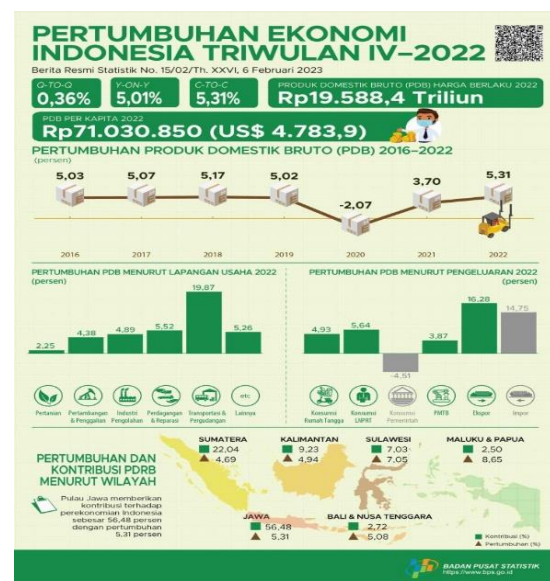 PERTUMBUHAN EKONOMI
INDONESIA TRIWULAN IV–2022
Berita Resmi Statistik No. 15/02/Th. XXVI, 6 Februari 2023
Q-TO-Q
0,36%
Y-ON-Y
5,01%
C-TO-C
5,31%
PRODUK DOMESTIK BRUTO (PDB) HARGA BERLAKU 2022
Rp19.588,4 Triliun
PDB PER KAPITA 2022
Rp71.030.850 (US$ 4.783,9)
PERTUMBUHAN PRODUK DOMESTIK BRUTO (PDB) 2016–2022
(persen)
5,03 5,07 5,17 5,02 -2,07 3,70 5,31
2016 2017 2018 2019 2020 2021 2022
PERTUMBUHAN PDB MENURUT LAPANGAN USAHA 2022
(persen)
2,25 4,38 4,89 5,52 19,87 5,26
etc
Pertanian Pertambangan & Penggalian Industri Pengolahan Perdagangan & Reparasi Transportasi & Pergudangan Lainnya
PERTUMBUHAN PDB MENURUT PENGELUARAN 2022
(persen)
4,93 5,64 -4,51 3,87 16,28 14,75
Konsumsi Rumah Tangga Konsumsi LNPRT Konsumsi Pemerintah PMTB Ekspor Impor
PERTUMBUHAN DAN
KONTRIBUSI PDRB
MENURUT WILAYAH
Pulau Jawa memberikan
kontribusi terhadap
perekonomian Indonesia
sebesar 56,48 persen
dengan pertumbuhan
5,31 persen
SUMATERA
22,04
4,69
KALIMANTAN
9,23
4,94
SULAWESI
7,03
7,05
MALUKU & PAPUA
2,50
8,65
JAWA
56,48
5,31
BALI & NUSA TENGGARA
2,72
5,08
Kontribusi (%)
Pertumbuhan (%)
BADAN PUSAT STATISTIK
https://www.bps.go.id